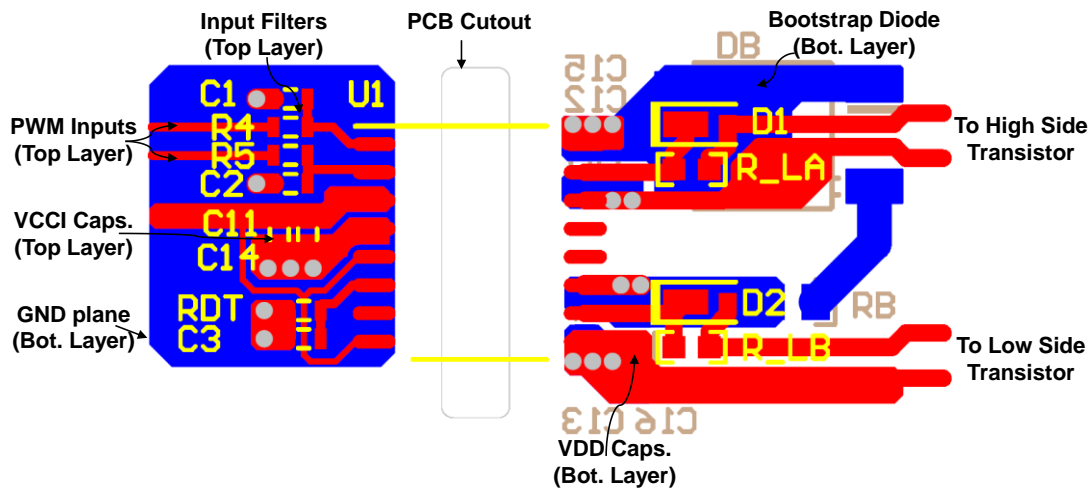 Input Filters
(Top Layer)
PCB Cutout
Bootstrap Diode
(Bot. Layer)
DB
C15
C12
C1
U1
PWM Inputs
(Top Layer)
R4
R5
C2
D1
R_LA
To High Side
Transistor
VCCI Caps.
(Top Layer)
C11
C14
GND plane
(Bot. Layer)
RDT
C3
D2
RB
R_LB
To Low Side
Transistor
C13
C16
VDD Caps.
(Bot. Layer)